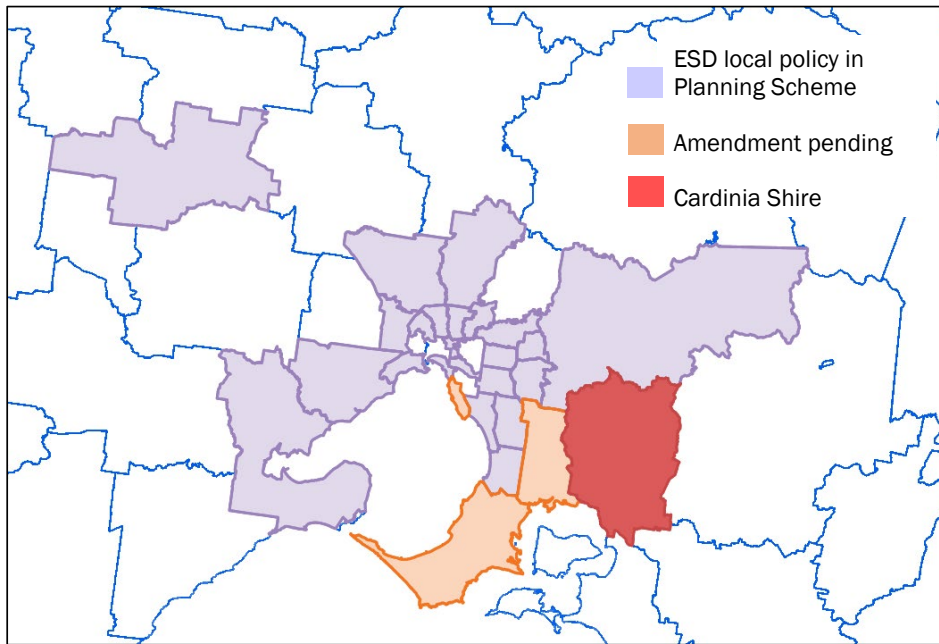 ESD local policy in
Planning Scheme
Amendment pending
Cardinia Shire